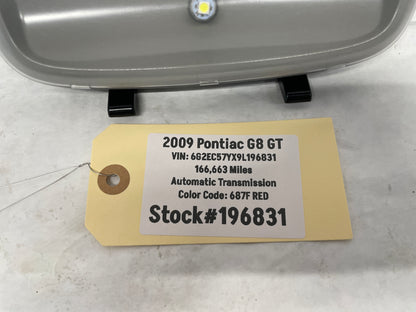 2009 Pontiac G8 GT
VIN: 6G2EC57YX9L196831
166,663 Miles
Automatic Transmission
Color Code: 687F RED
Stock#196831